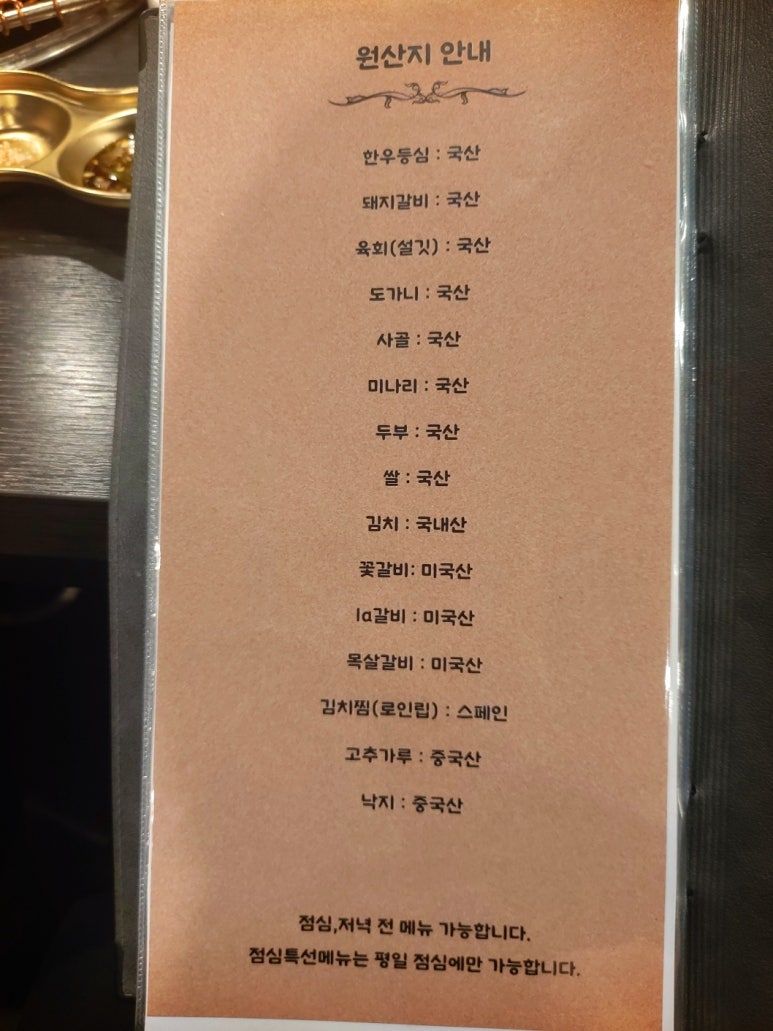 원산지 안내
한우등심 : 국산
돼지갈비 : 국산
육회(설깃) : 국산
도가니 : 국산
사골 : 국산
미나리 : 국산
두부 : 국산
쌀 : 국산
김치 : 국내산
꽃갈비: 미국산
la갈비 : 미국산
목살갈비 : 미국산
김치찜(로인립) : 스페인
고추가루 : 중국산
낙지 : 중국산
점심,저녁 전 메뉴 가능합니다.
점심특선메뉴는 평일 점심에만 가능합니다.